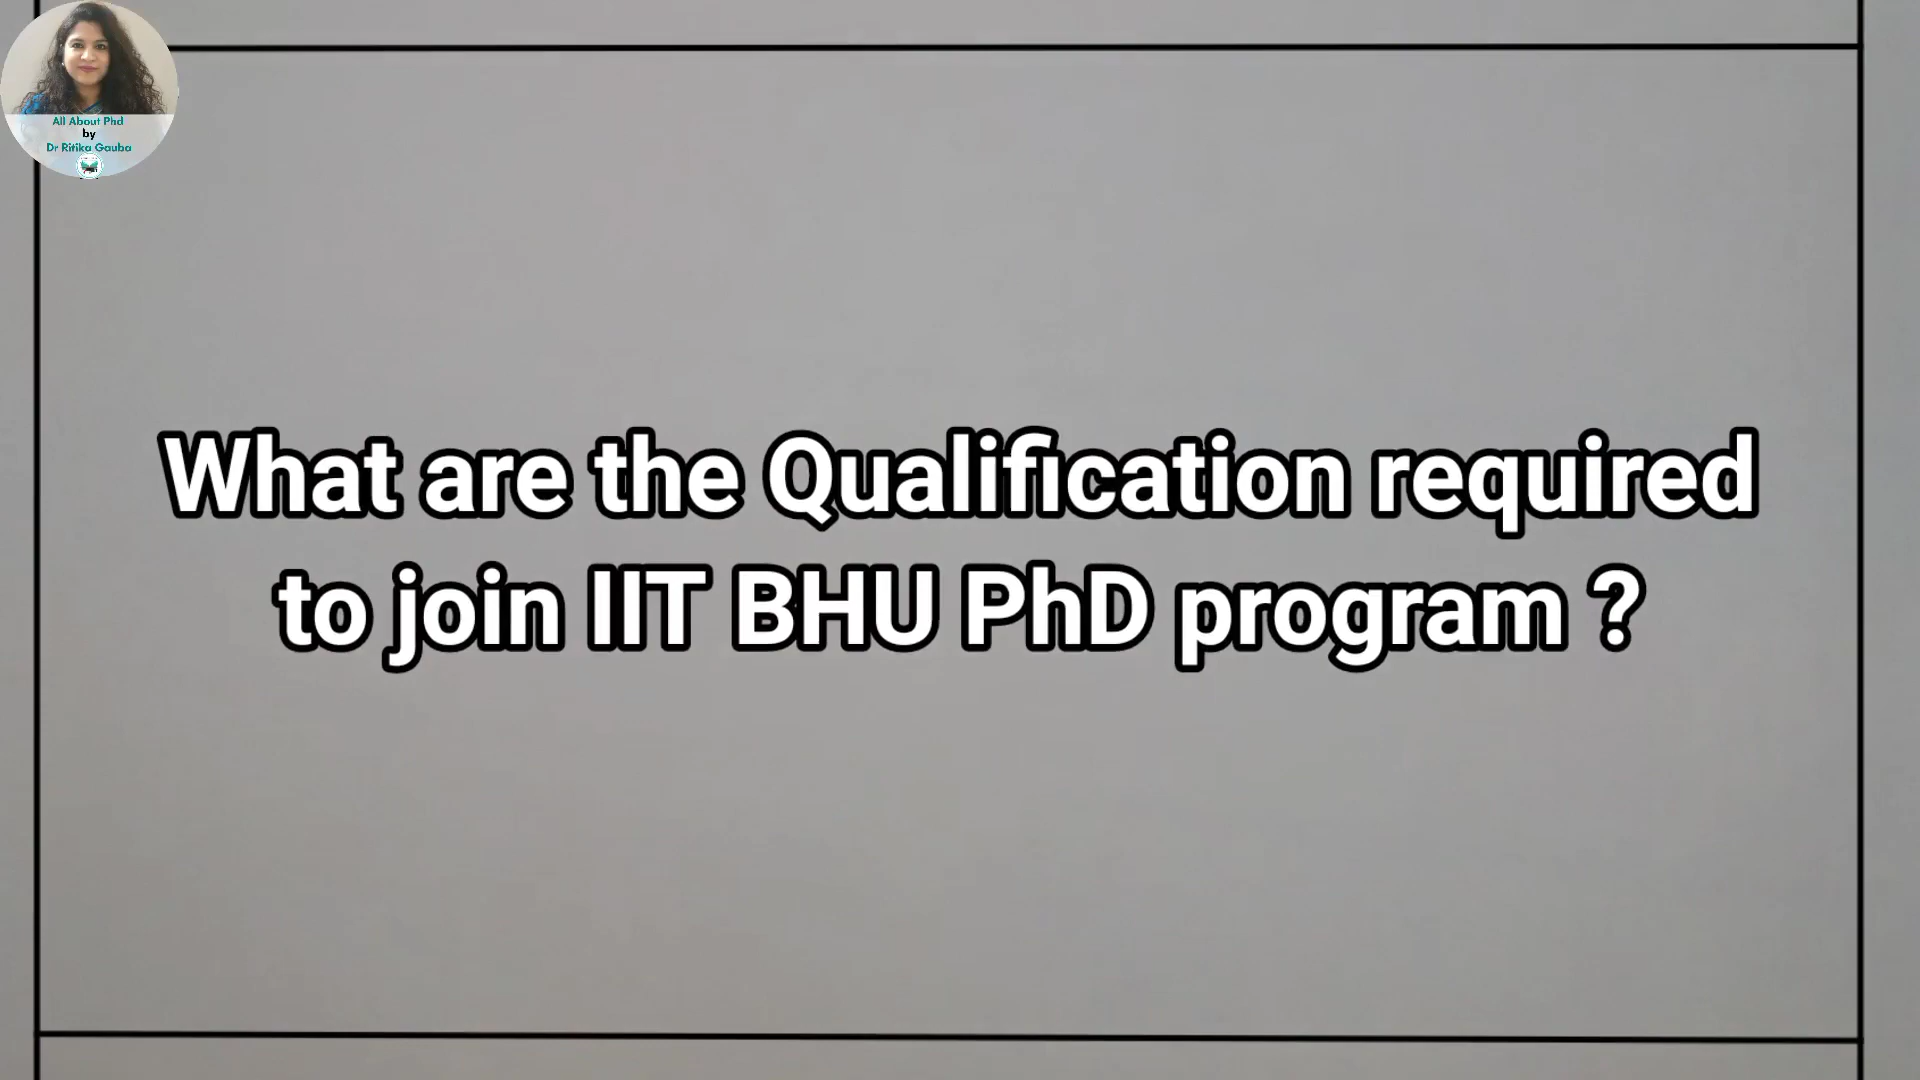 All About Phd
by
Dr Ritika Gauba
What are the Qualification required
to join IIT BHU PhD program ?